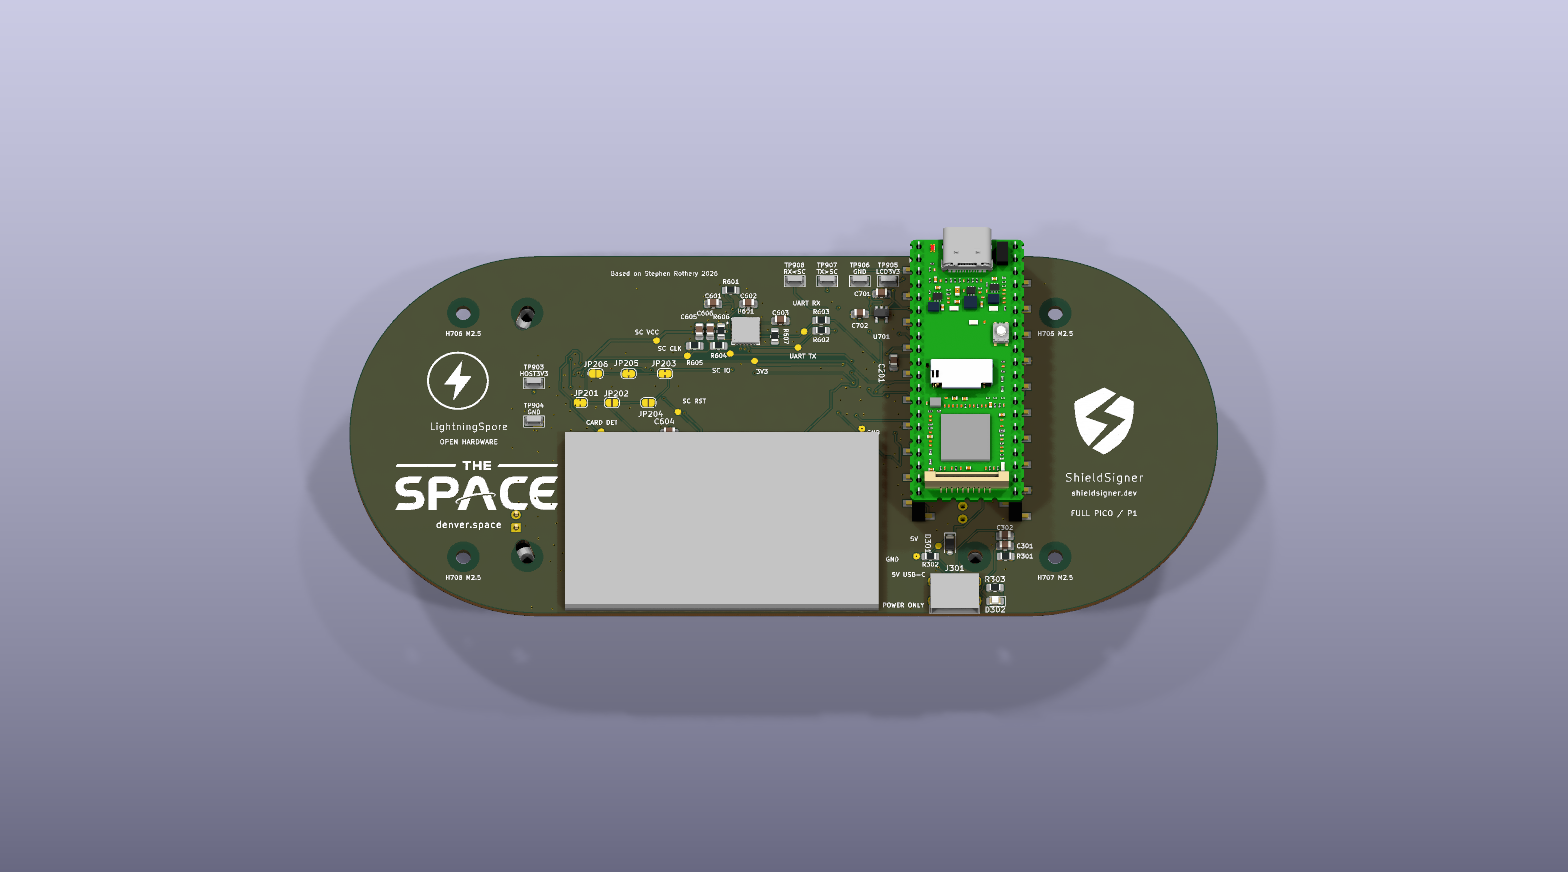 Based on Stephen Rothery 2026
TP908
RX<SC
TP907
TX>SC
TP906
GND
TP905
LCD3V3
R601
C601
C602
C701
UART RX
C605
C606
R606
U601
C603
R603
C702
H706 M2.5
SC VCC
R607
R602
U701
H705 M2.5
SC CLK
R605
R604
UART TX
JP206
JP205
JP203
SC IO
3V3
C201
TP903
HOST3V3
JP201
JP202
JP204
SC RST
TP904
GND
CARD DET
C604
GND
LightningSpore
OPEN HARDWARE
THE
SPACE
denver.space
ShieldSigner
shieldsigner.dev
FULL PICO / P1
5V
D301
C302
C301
GND
R302
R301
H708 M2.5
5V USB-C
J301
R303
H707 M2.5
POWER ONLY
D302